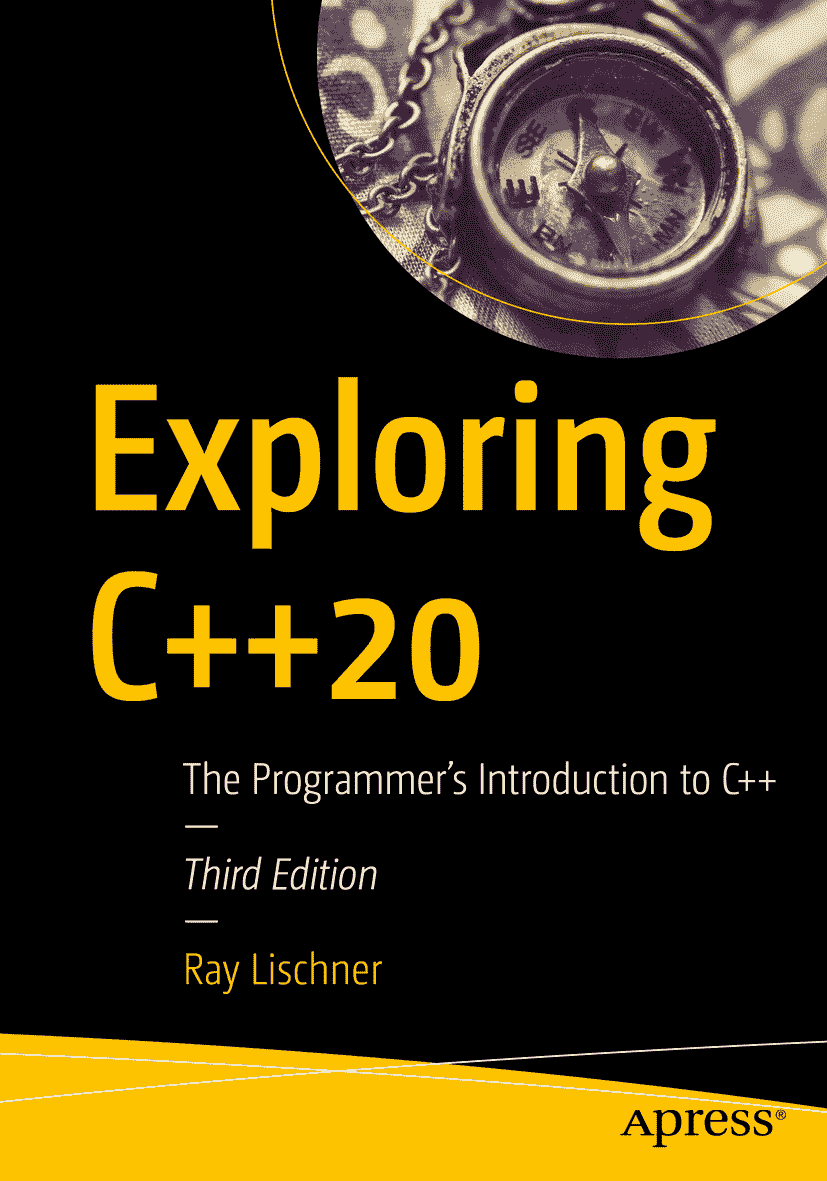 Exploring
C++20
The Programmer’s Introduction to C++
—
Third Edition
—
Ray Lischner
Apress®